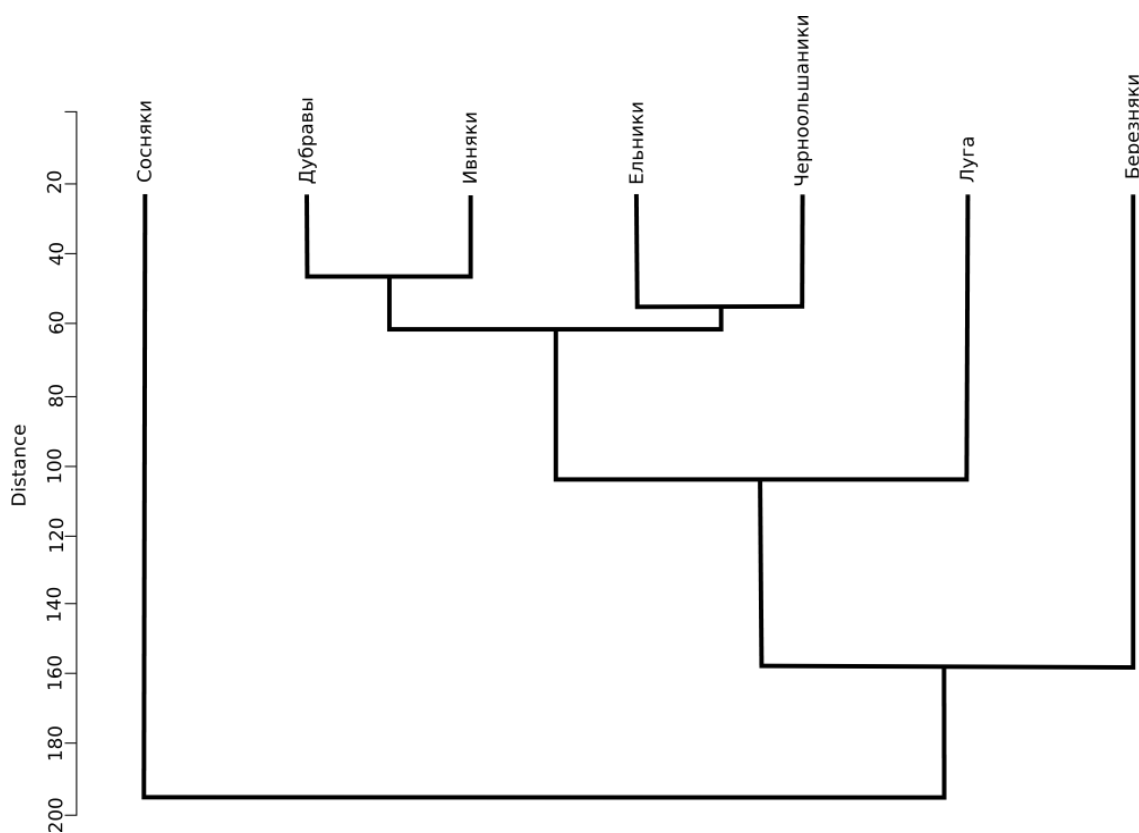 Сосняки
Дубравы
Ивняки
Ельники
Черноольшаники
Луга
Березняки
Distance
20
40
60
80
100
120
140
160
180
200